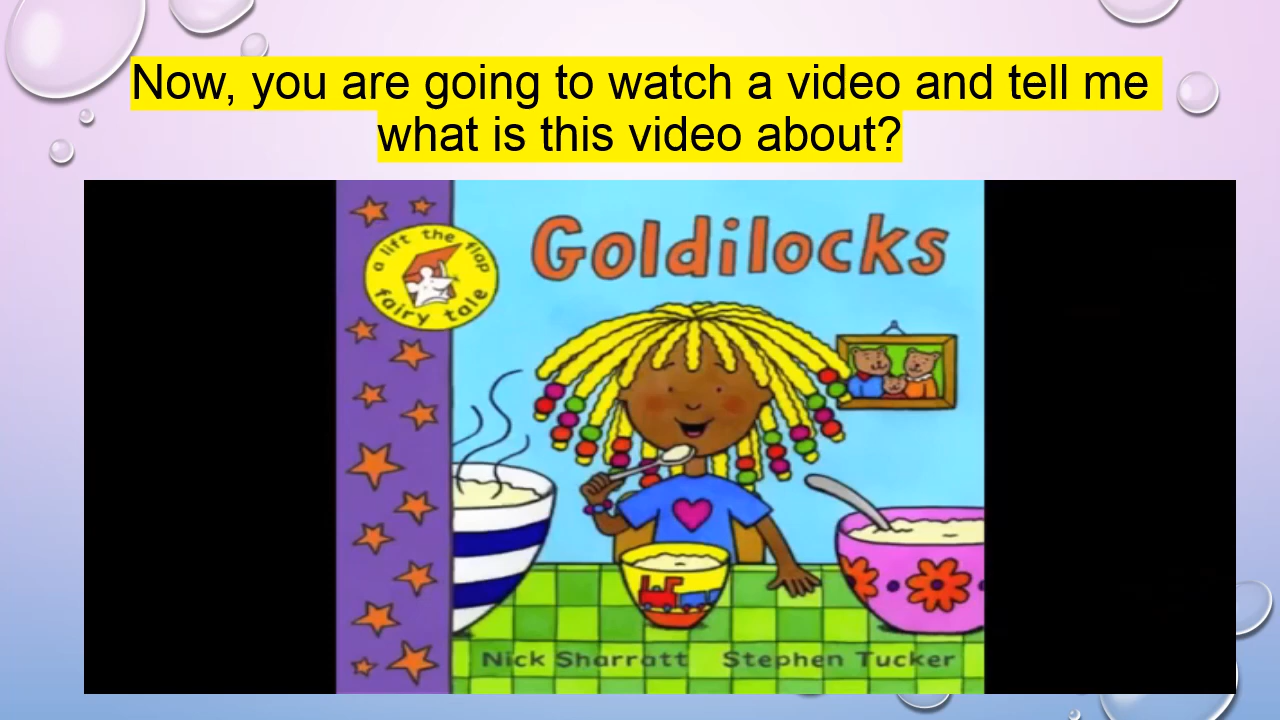 Now, you are going to watch a video and tell me
what is this video about?
a lift the flap
fairy tale
Goldilocks
Nick Sharratt Stephen Tucker